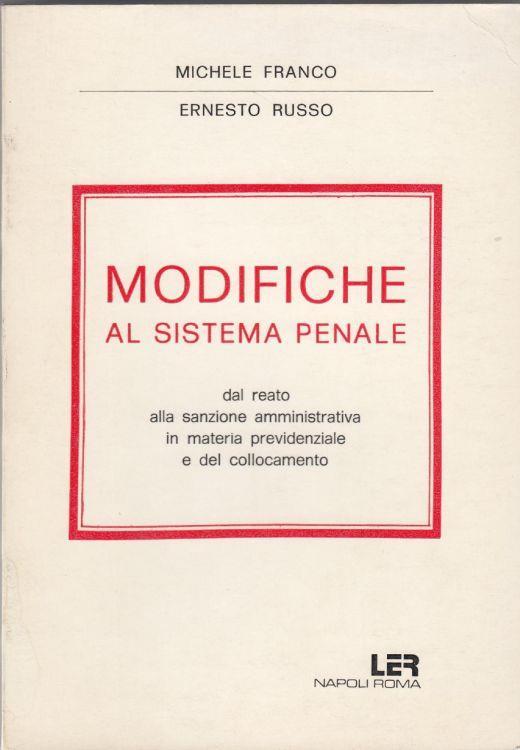 MICHELE FRANCO
ERNESTO RUSSO
MODIFICHE
AL SISTEMA PENALE
dal reato
alla sanzione amministrativa
in materia previdenziale
e del collocamento
LER
NAPOLI ROMA